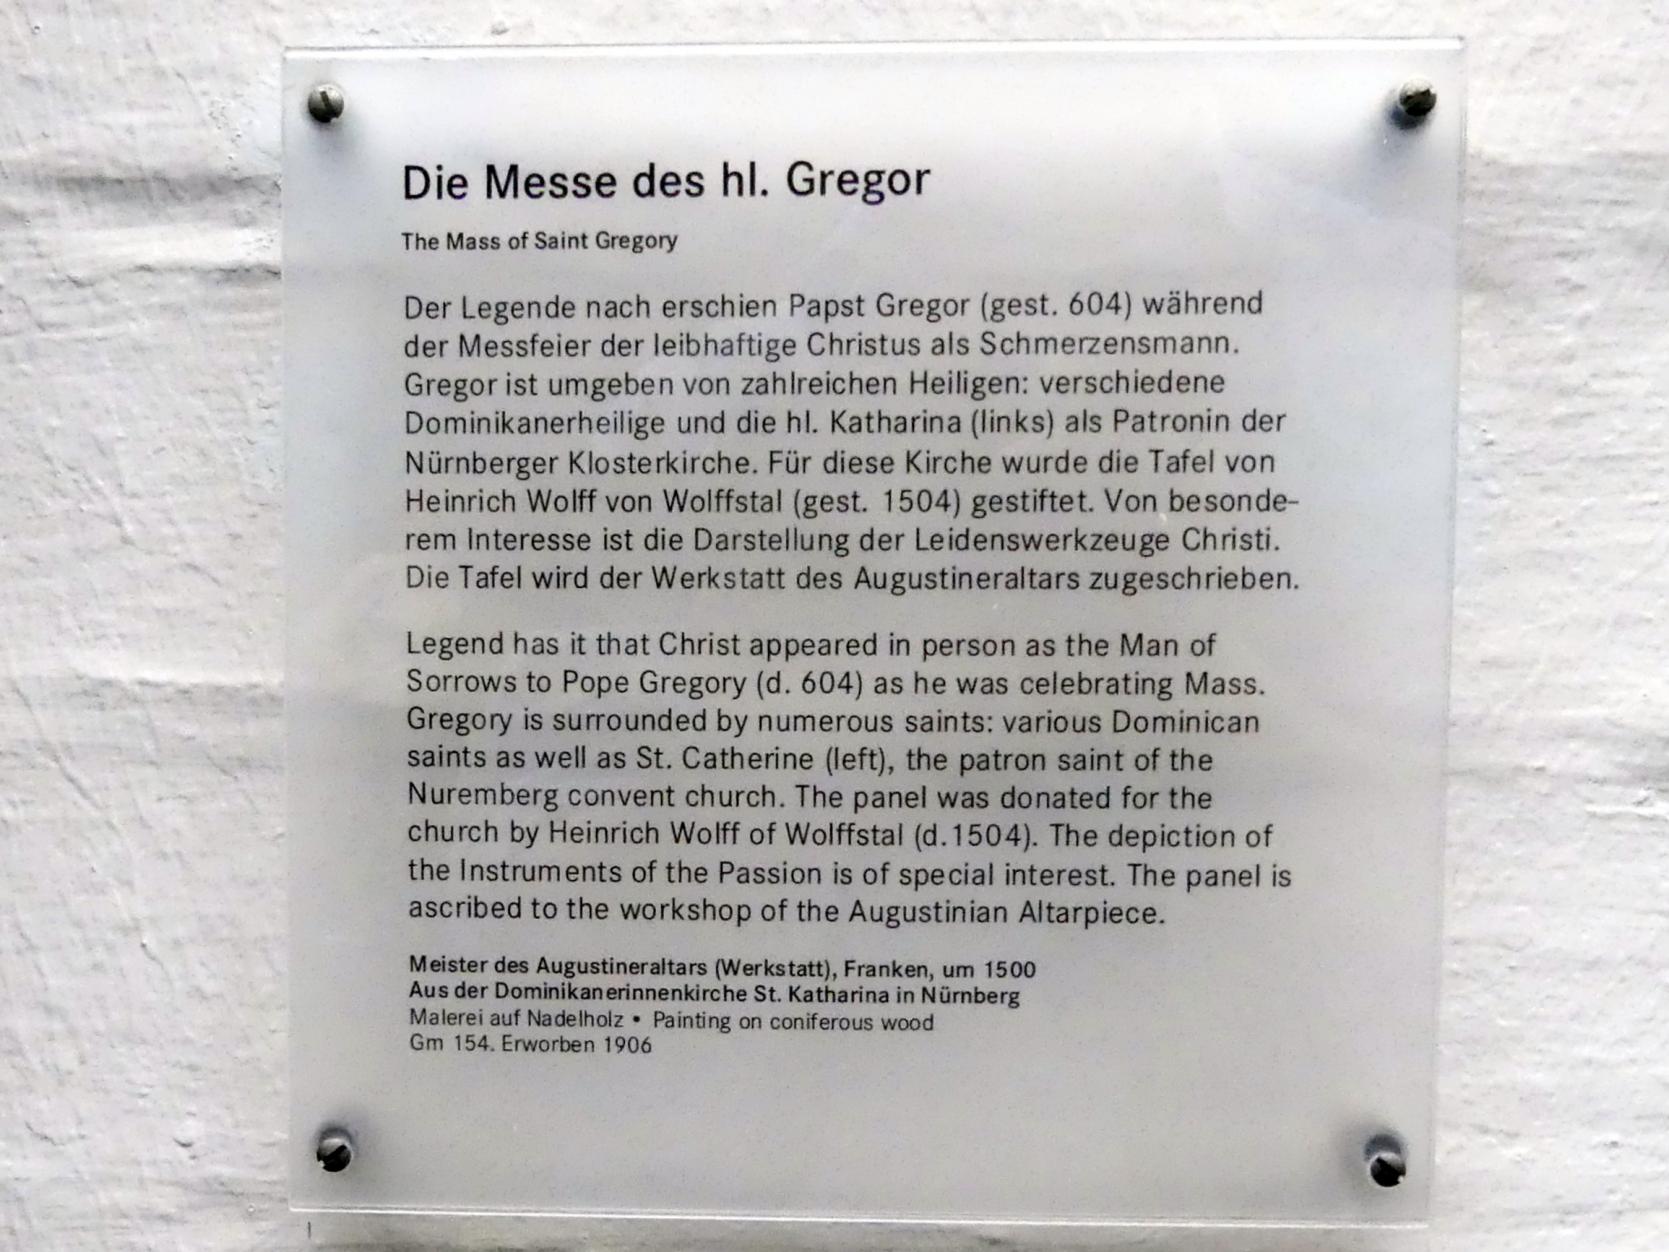 Die Messe des hl. Gregor
The Mass of Saint Gregory
Der Legende nach erschien Papst Gregor (gest. 604) während
der Messfeier der leibhaftige Christus als Schmerzensmann.
Gregor ist umgeben von zahlreichen Heiligen: verschiedene
Dominikanerheilige und die hl. Katharina (links) als Patronin der
Nürnberger Klosterkirche. Für diese Kirche wurde die Tafel von
Heinrich Wolff von Wolffstal (gest. 1504) gestiftet. Von besonde-
rem Interesse ist die Darstellung der Leidenswerkzeuge Christi.
Die Tafel wird der Werkstatt des Augustineraltars zugeschrieben.
Legend has it that Christ appeared in person as the Man of
Sorrows to Pope Gregory (d. 604) as he was celebrating Mass.
Gregory is surrounded by numerous saints: various Dominican
saints as well as St. Catherine (left), the patron saint of the
Nuremberg convent church. The panel was donated for the
church by Heinrich Wolff of Wolffstal (d.1504). The depiction of
the Instruments of the Passion is of special interest. The panel is
ascribed to the workshop of the Augustinian Altarpiece.
Meister des Augustineraltars (Werkstatt), Franken, um 1500
Aus der Dominikanerinnenkirche St. Katharina in Nürnberg
Malerei auf Nadelholz • Painting on coniferous wood
Gm 154. Erworben 1906